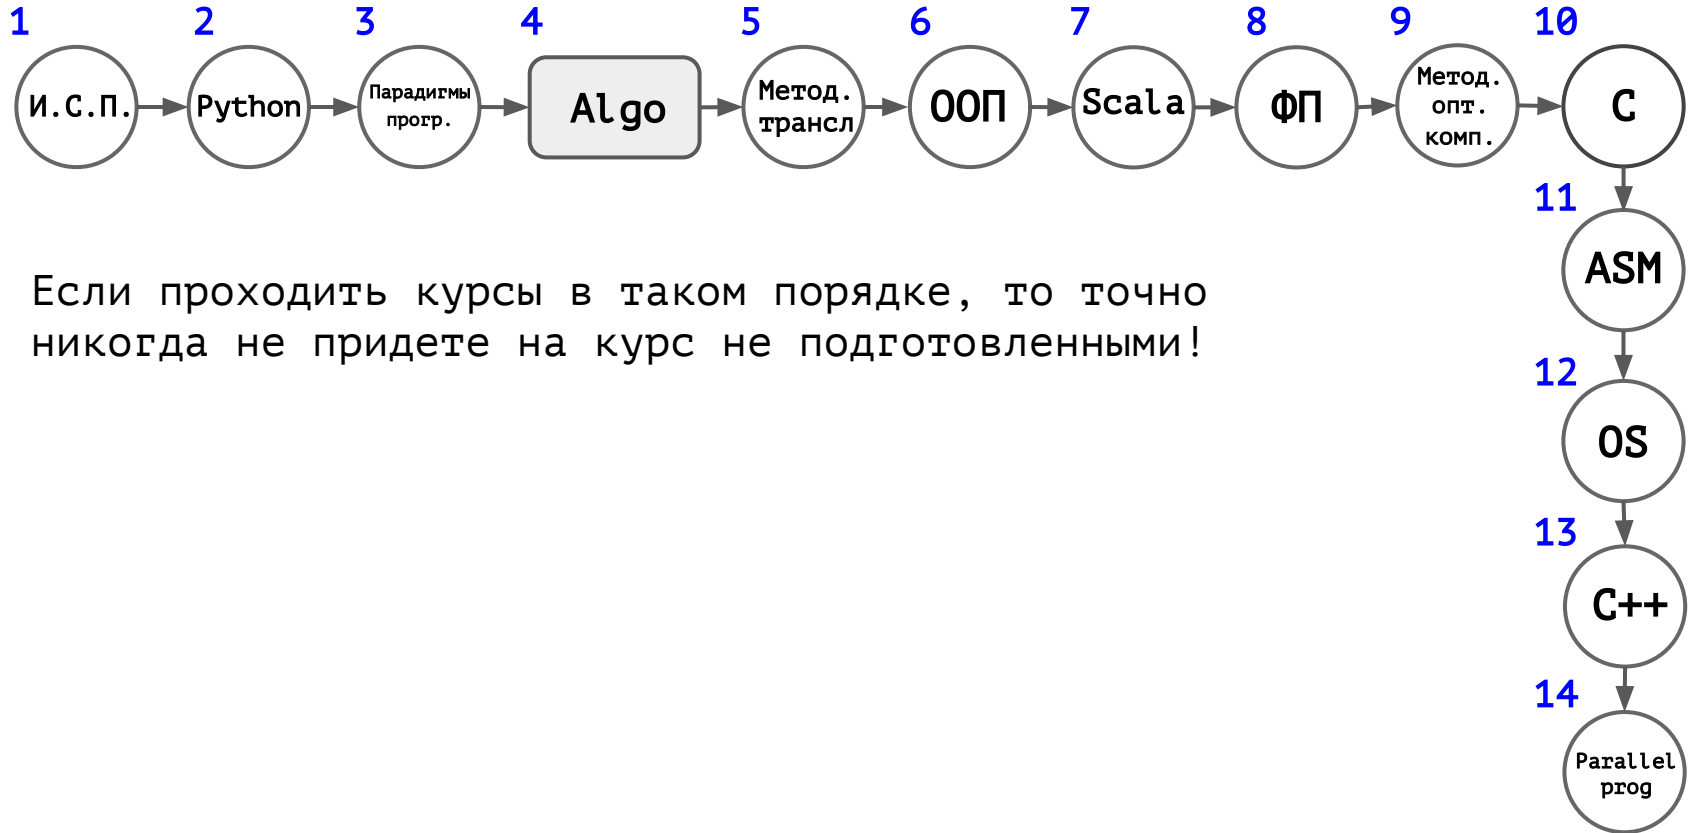 1 2 3 4 5 6 7 8 9 10
И.С.П. Python Парадигмы прогр. Algo Метод. трансл ООП Scala ФП Метод. опт. комп. C
11
ASM
Если проходить курсы в таком порядке, то точно
никогда не придете на курс не подготовленными!
12
OS
13
C++
14
Parallel
prog